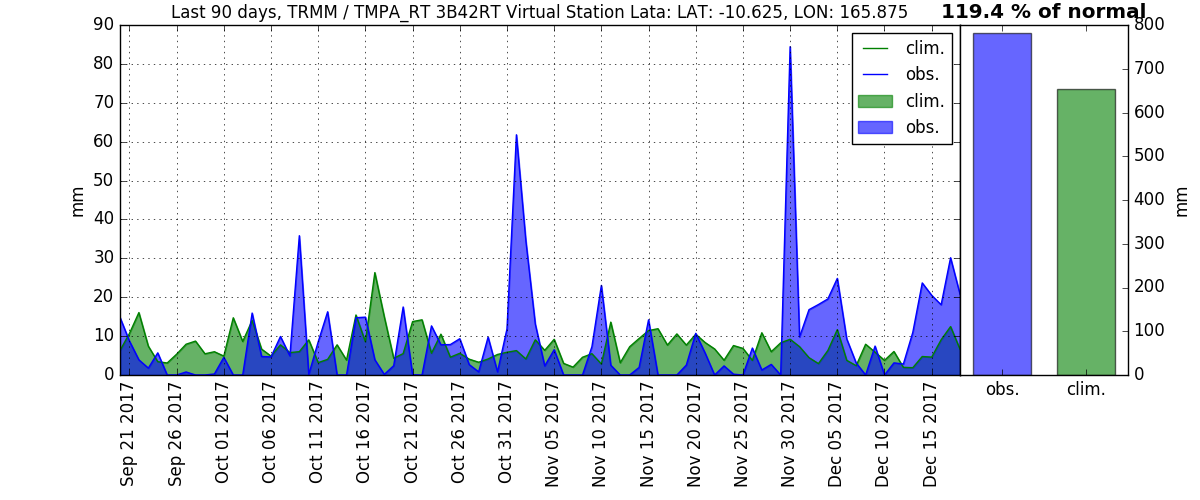 Last 90 days, TRMM / TMPA_RT 3B42RT Virtual Station Lata: LAT: -10.625, LON: 165.875
119.4 % of normal
90
80
70
60
50
40
30
20
10
0
mm
clim.
obs.
clim.
obs.
800
700
600
500
400
300
200
100
0
mm
obs.
clim.
Sep 21 2017
Sep 26 2017
Oct 01 2017
Oct 06 2017
Oct 11 2017
Oct 16 2017
Oct 21 2017
Oct 26 2017
Oct 31 2017
Nov 05 2017
Nov 10 2017
Nov 15 2017
Nov 20 2017
Nov 25 2017
Nov 30 2017
Dec 05 2017
Dec 10 2017
Dec 15 2017